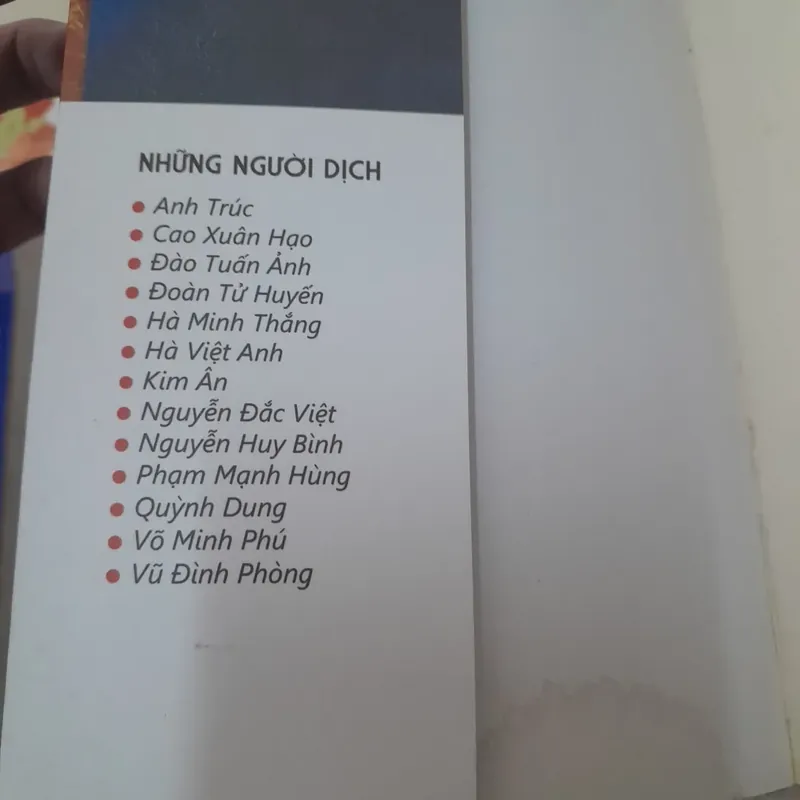 NHỮNG NGƯỜI DỊCH
• Anh Trúc
• Cao Xuân Hạo
• Đào Tuấn Ảnh
• Đoàn Tử Huyến
• Hà Minh Thắng
• Hà Việt Anh
• Kim Ân
• Nguyễn Đắc Việt
• Nguyễn Huy Bình
• Phạm Mạnh Hùng
• Quỳnh Dung
• Võ Minh Phú
• Vũ Đình Phòng